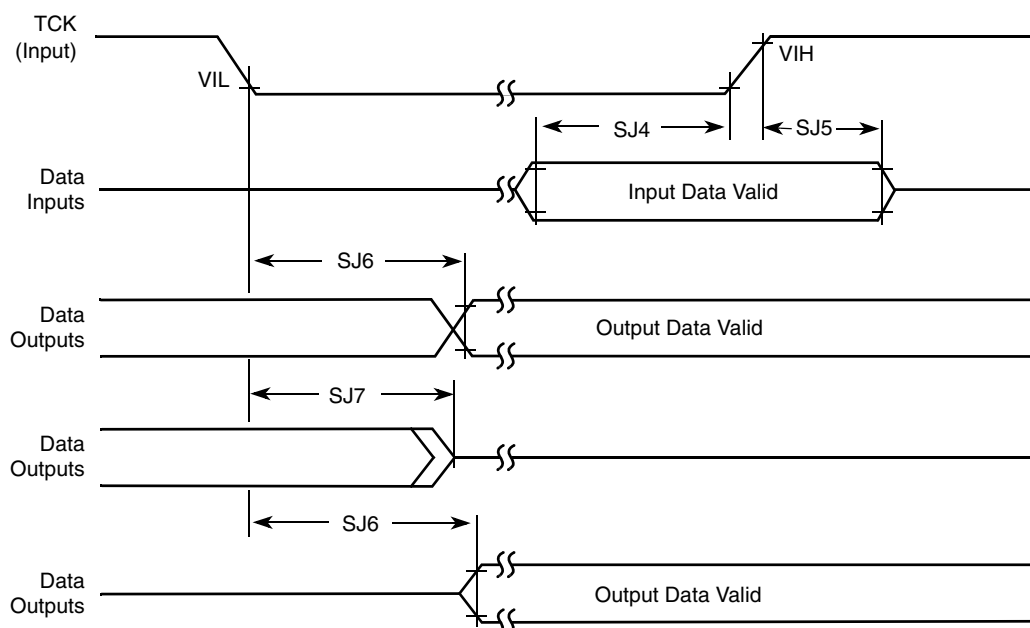 TCK
(Input)
VIL
VIH
SJ4
SJ5
Data
Inputs
Input Data Valid
SJ6
Data
Outputs
Output Data Valid
SJ7
Data
Outputs
SJ6
Data
Outputs
Output Data Valid